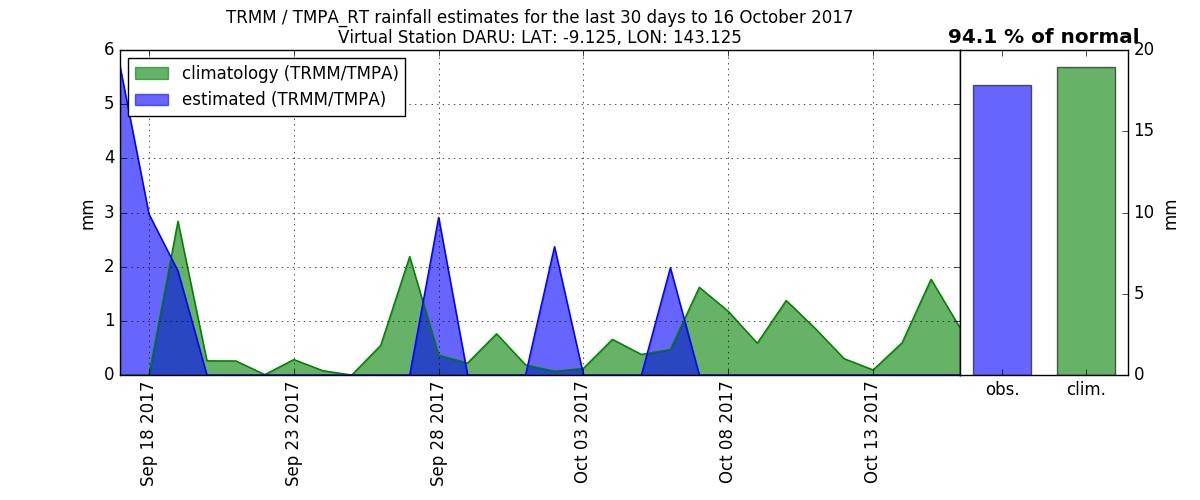 TRMM / TMPA_RT rainfall estimates for the last 30 days to 16 October 2017
Virtual Station DARU: LAT: -9.125, LON: 143.125
94.1 % of normal
climatology (TRMM/TMPA)
estimated (TRMM/TMPA)
6
5
4
3
2
1
0
mm
Sep 18 2017
Sep 23 2017
Sep 28 2017
Oct 03 2017
Oct 08 2017
Oct 13 2017
obs.
clim.
20
15
10
5
0
mm